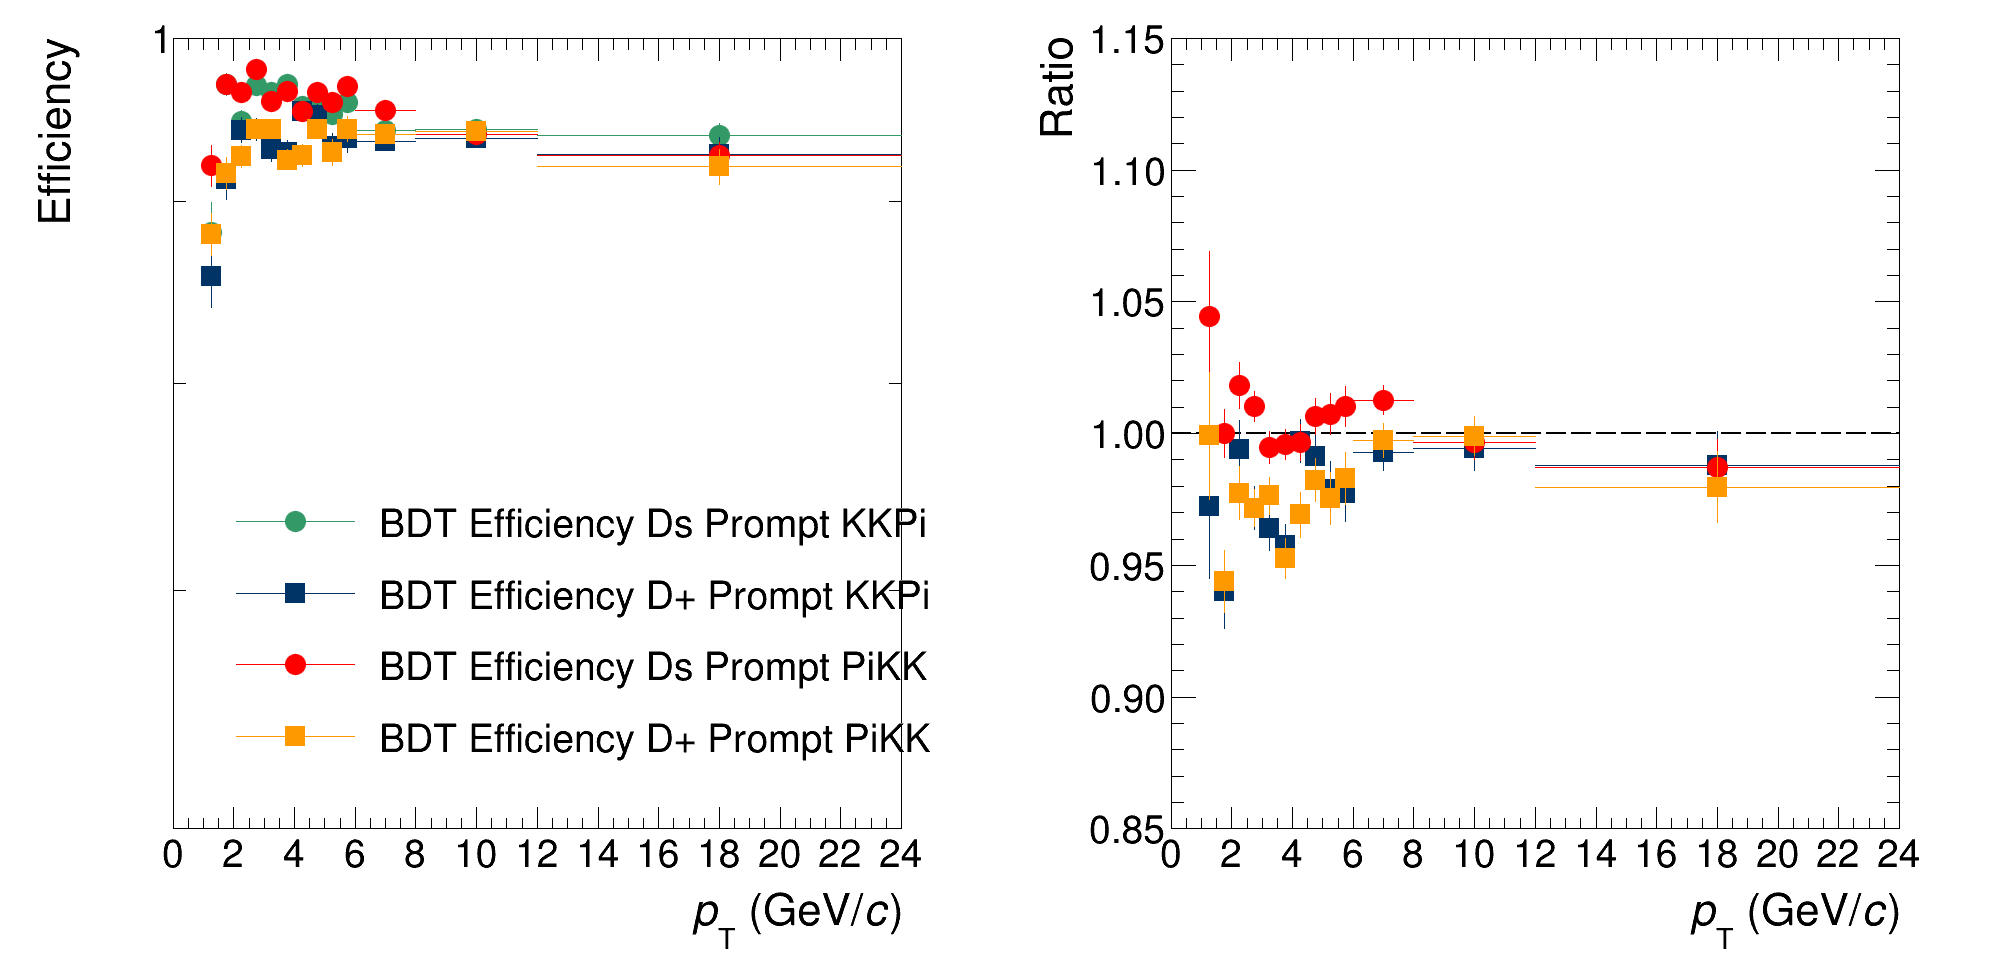 Efficiency
1
BDT Efficiency Ds Prompt KKPi
BDT Efficiency D+ Prompt KKPi
BDT Efficiency Ds Prompt PiKK
BDT Efficiency D+ Prompt PiKK
0 2 4 6 8 10 12 14 16 18 20 22 24
pT (GeV/c)
Ratio
1.15
1.10
1.05
1.00
0.95
0.90
0.85
0 2 4 6 8 10 12 14 16 18 20 22 24
pT (GeV/c)